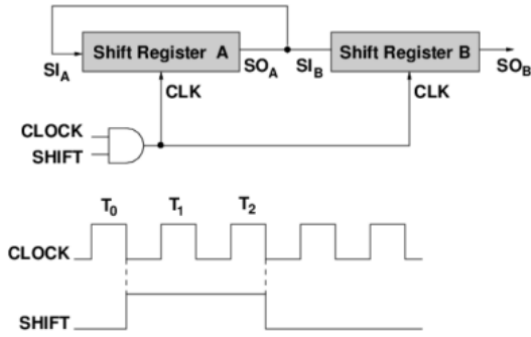 Shift Register A
Shift Register B
SI_A
SO_A
SI_B
SO_B
CLK
CLK
CLOCK
SHIFT
T_0 T_1 T_2
CLOCK
SHIFT